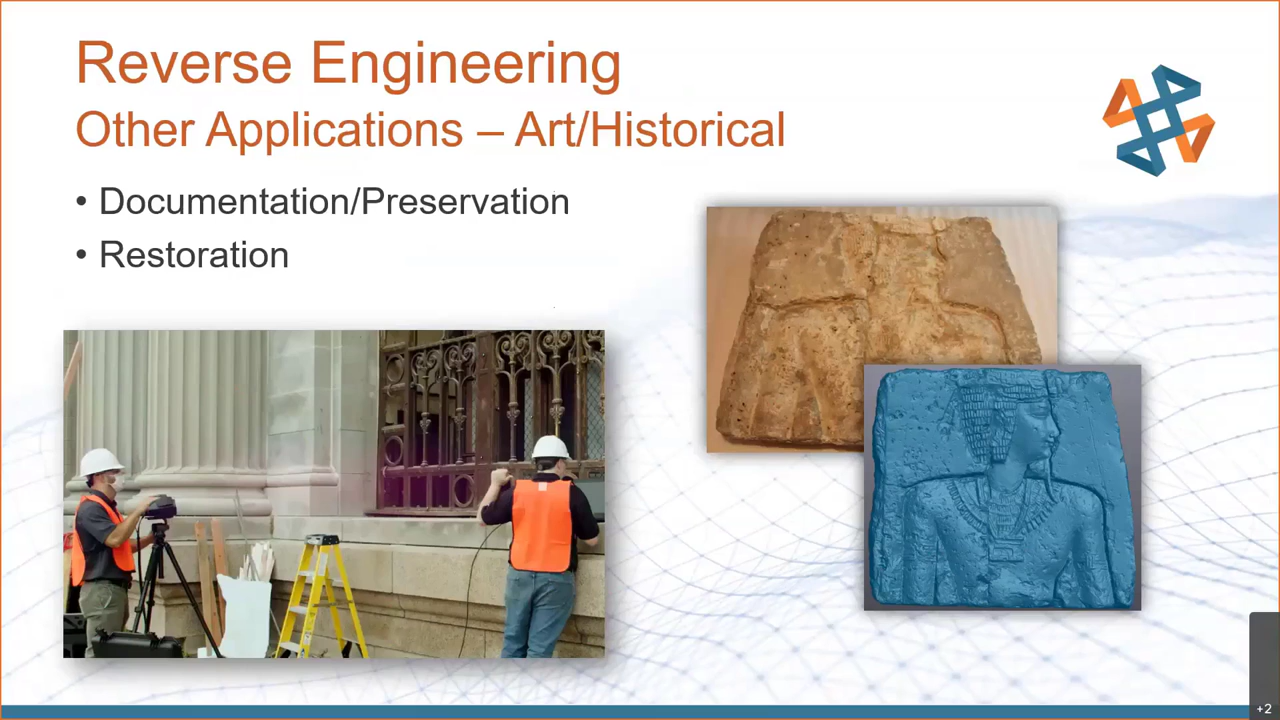 Reverse Engineering
Other Applications – Art/Historical
• Documentation/Preservation
• Restoration
+2